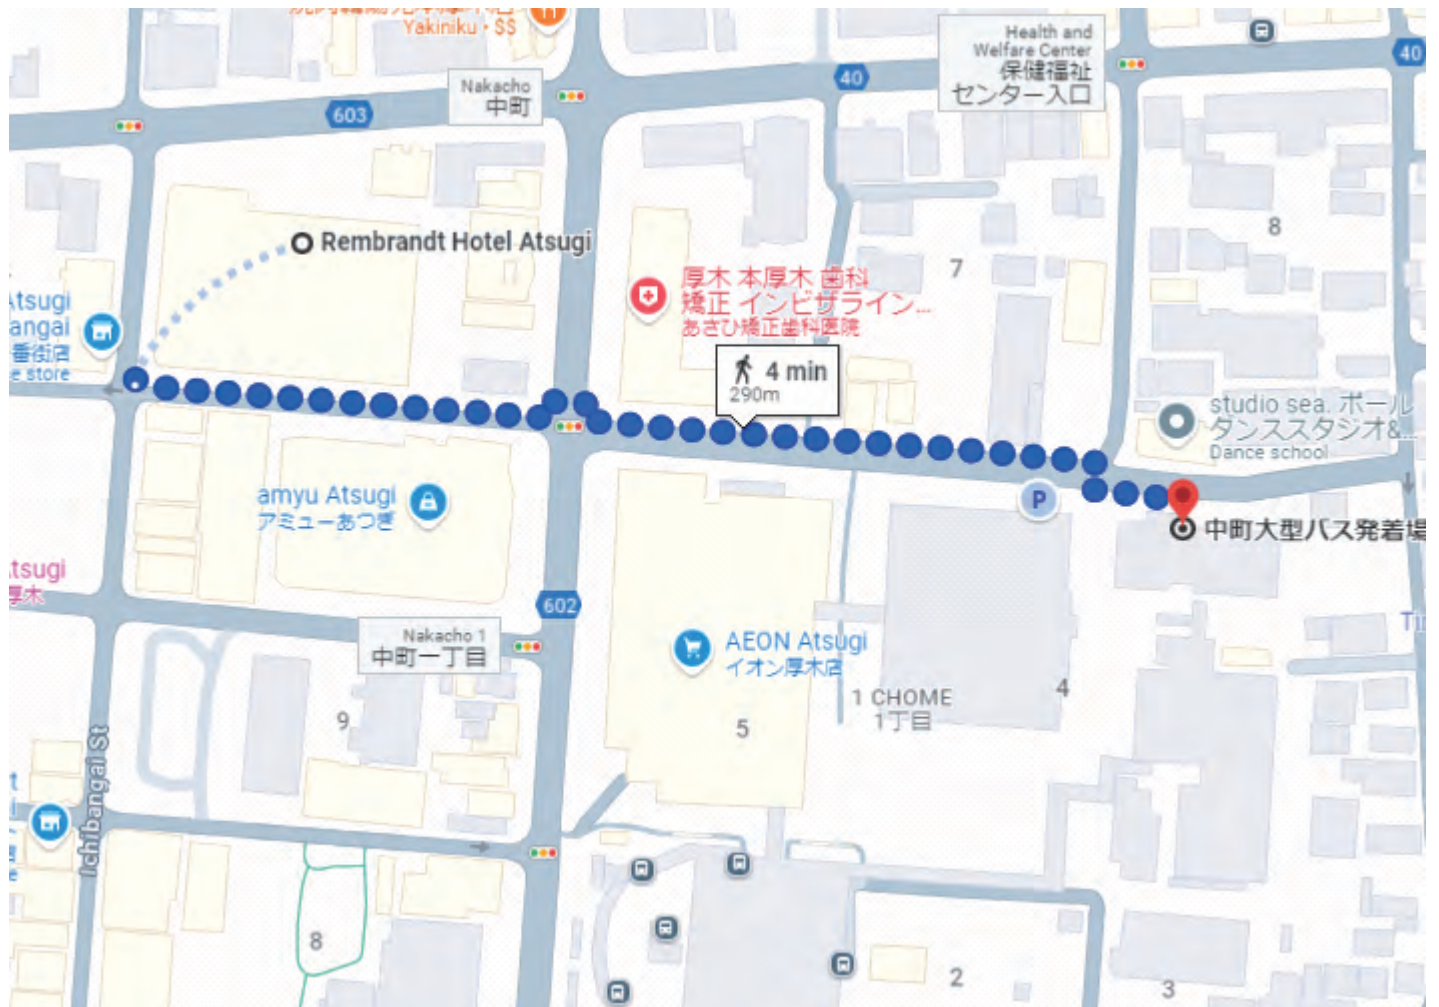 Yakiniku・SS
Health and
Welfare Center
保健福祉
センター入口
40
40
Nakacho
中町
603
Rembrandt Hotel Atsugi
8
7
厚木 本厚木 歯科
矯正 インビザライン...
あさひ矯正歯科医院
Atsugi
angai
番街店
e store
4 min
290m
studio sea. ポール
ダンススタジオ&...
Dance school
P
amyu Atsugi
アミューあつぎ
中町大型バス発着場
tsugi
厚木
602
Nakacho 1
中町一丁目
AEON Atsugi
イオン厚木店
1 CHOME
1丁目
4
5
9
Ichibangai St
8
2
3